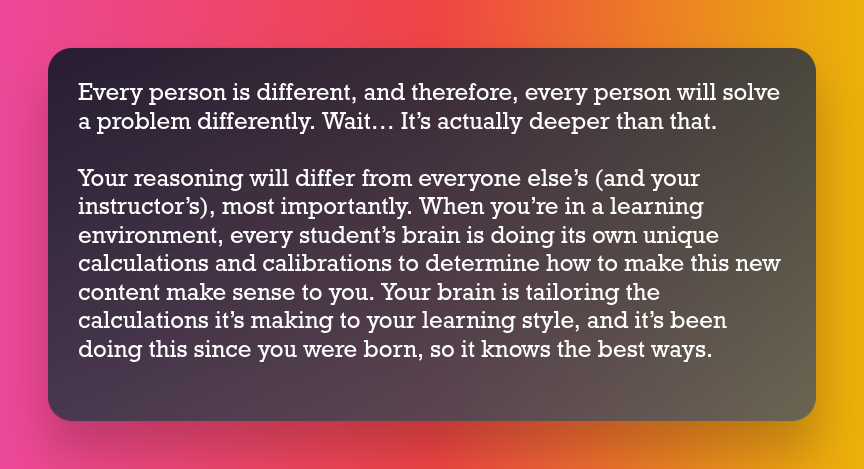 Every person is different, and therefore, every person will solve
a problem differently. Wait… It’s actually deeper than that.
Your reasoning will differ from everyone else’s (and your
instructor’s), most importantly. When you’re in a learning
environment, every student’s brain is doing its own unique
calculations and calibrations to determine how to make this new
content make sense to you. Your brain is tailoring the
calculations it’s making to your learning style, and it’s been
doing this since you were born, so it knows the best ways.